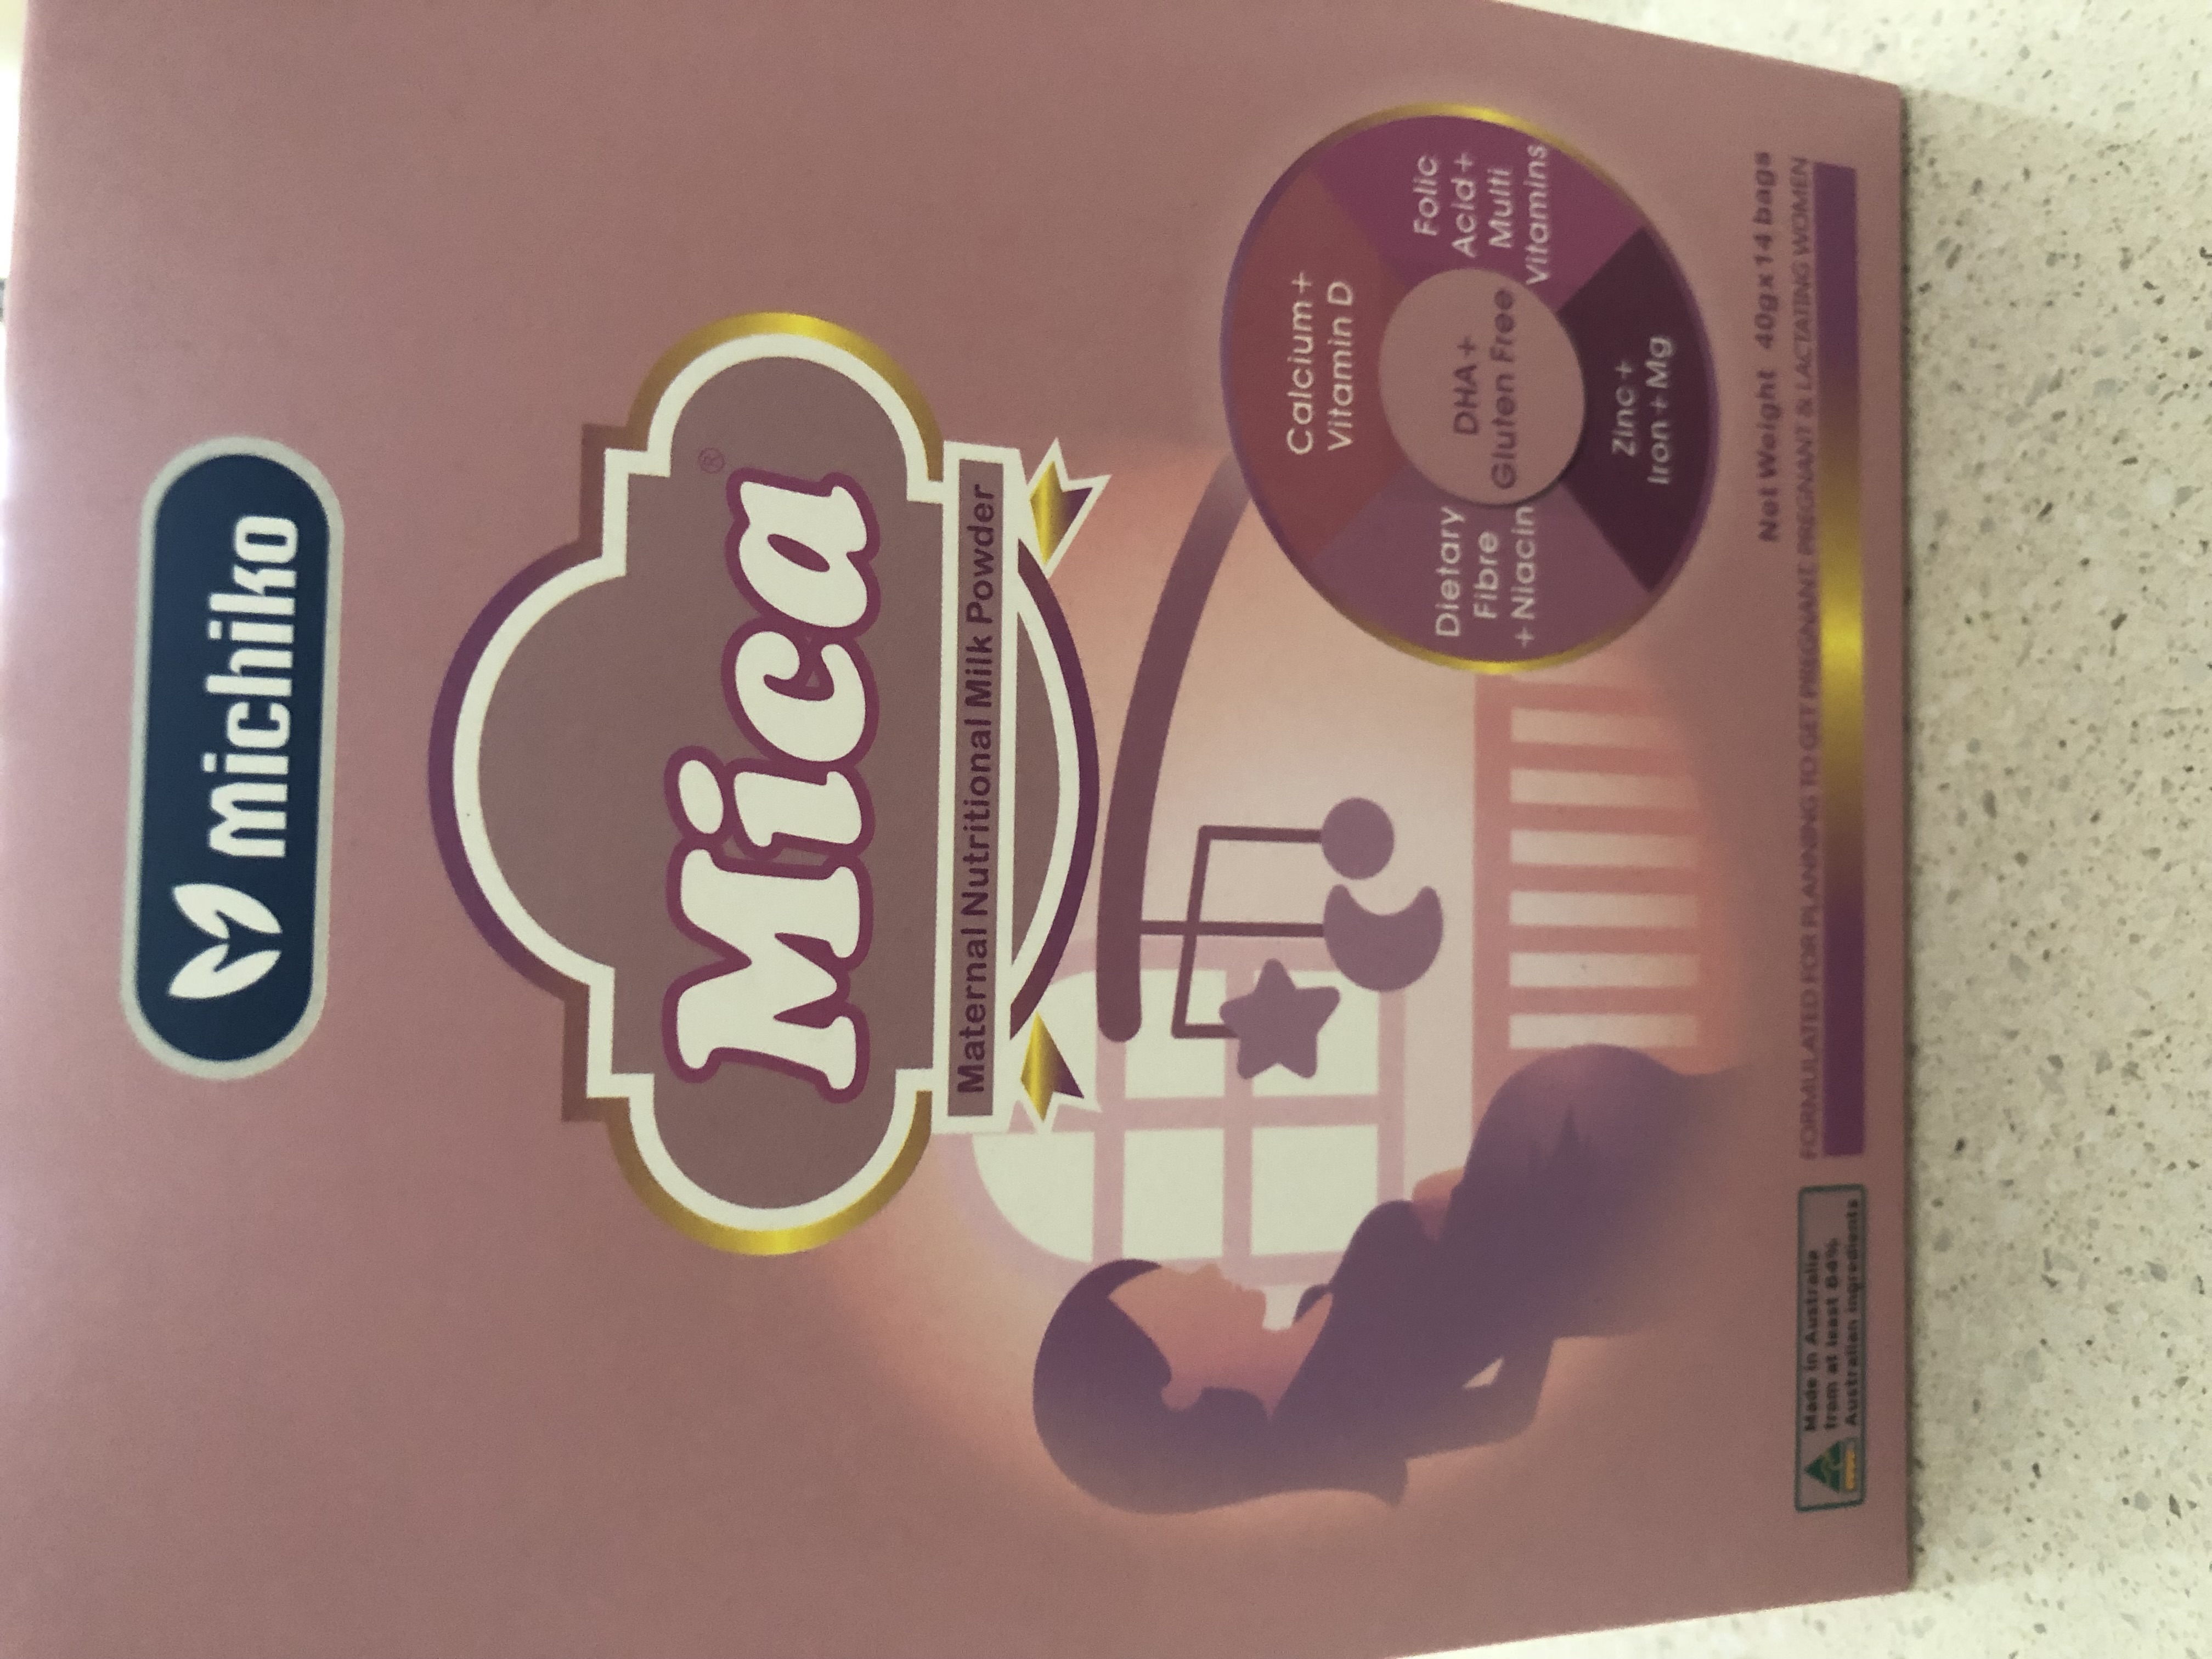 michiko
Mica®
Maternal Nutritional Milk Powder
Calcium+
Vitamin D
Dietary
Fibre
+Niacin
DHA+
Gluten Free
Folic
Acid+
Multi
Vitamins
Zinc+
Iron+Mg
Net Weight 40gx14 bags
FORMULATED FOR PLANNING TO GET PREGNANT, PREGNANT & LACTATING WOMEN
Made in Australia
from at least 84%
Australian ingredients